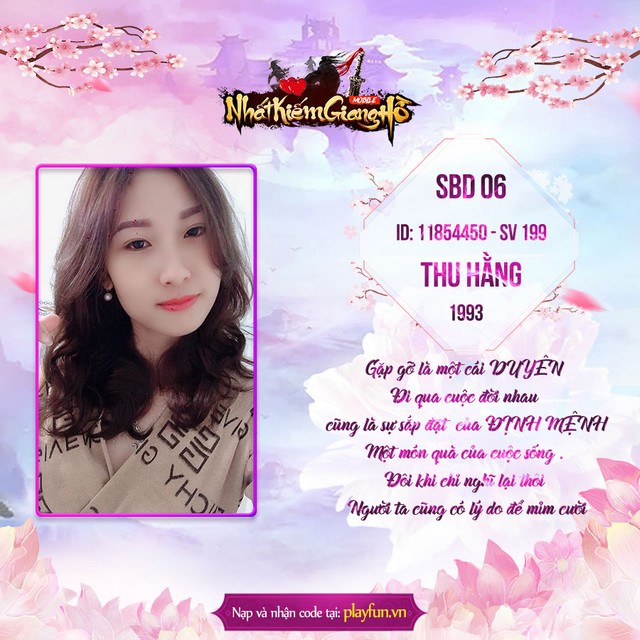 Nhất Kiếm Giang Hồ
MOBILE
SBD 06
ID: 11854450 - SV 199
THU HẰNG
1993
Gặp gỡ là một cái DUYÊN
Đi qua cuộc đời nhau
cũng là sự sắp đặt của ĐỊNH MỆNH
Một món quà của cuộc sống .
Đôi khi chỉ nghĩ lại thôi
Người ta cũng có lý do để mỉm cười
Nạp và nhận code tại: playfun.vn